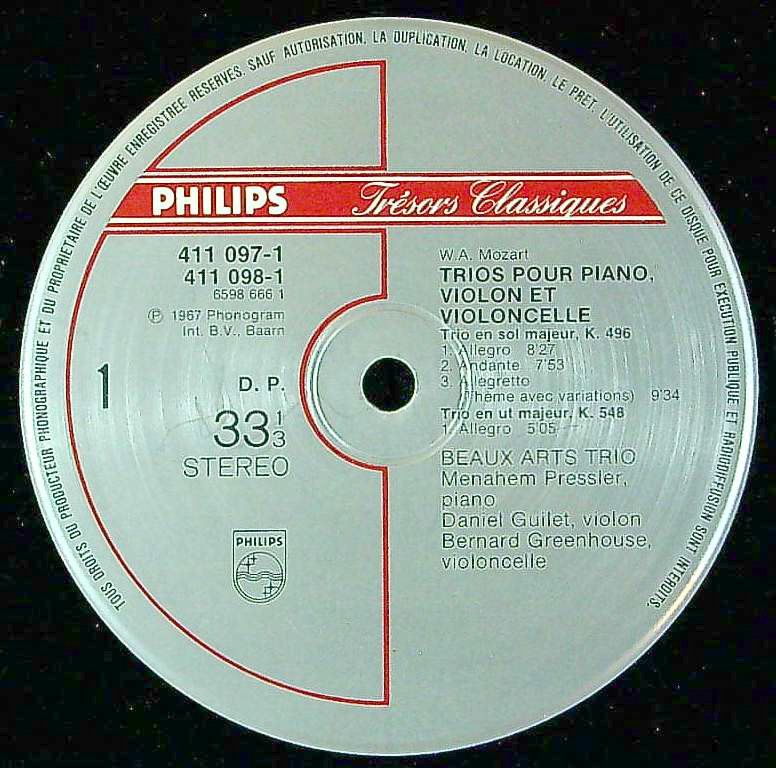 TOUS DROITS DU PRODUCTEUR PHONOGRAPHIQUE ET DU PROPRIETAIRE DE L'ŒUVRE ENREGISTREE RESERVES. SAUF AUTORISATION, LA DUPLICATION, LA LOCATION, LE PRET, L'UTILISATION DE CE DISQUE POUR EXECUTION PUBLIQUE ET RADIODIFFUSION SONT INTERDITS.
PHILIPS Trésors Classiques
411 097-1
411 098-1
6598 666 1
Ⓟ 1967 Phonogram
Int. B.V., Baarn
1
D. P.
33 1/3
STEREO
PHILIPS
W.A. Mozart
TRIOS POUR PIANO,
VIOLON ET
VIOLONCELLE
Trio en sol majeur, K. 496
1. Allegro 8'27
2. Andante 7'53
3. Allegretto
(Thème avec variations) 9'34
Trio en ut majeur, K. 548
1. Allegro 5'05
BEAUX ARTS TRIO
Menahem Pressler,
piano
Daniel Guilet, violon
Bernard Greenhouse,
violoncelle